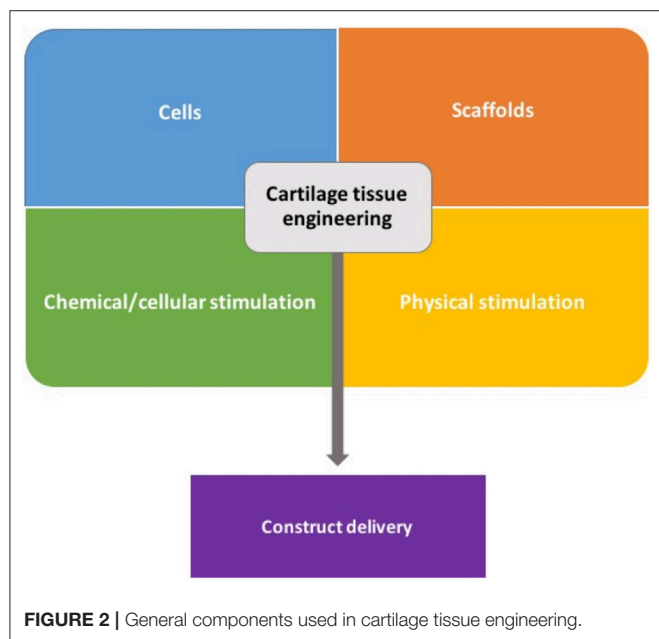 Cells
Scaffolds
Cartilage tissue
engineering
Chemical/cellular stimulation
Physical stimulation
Construct delivery
FIGURE 2 | General components used in cartilage tissue engineering.